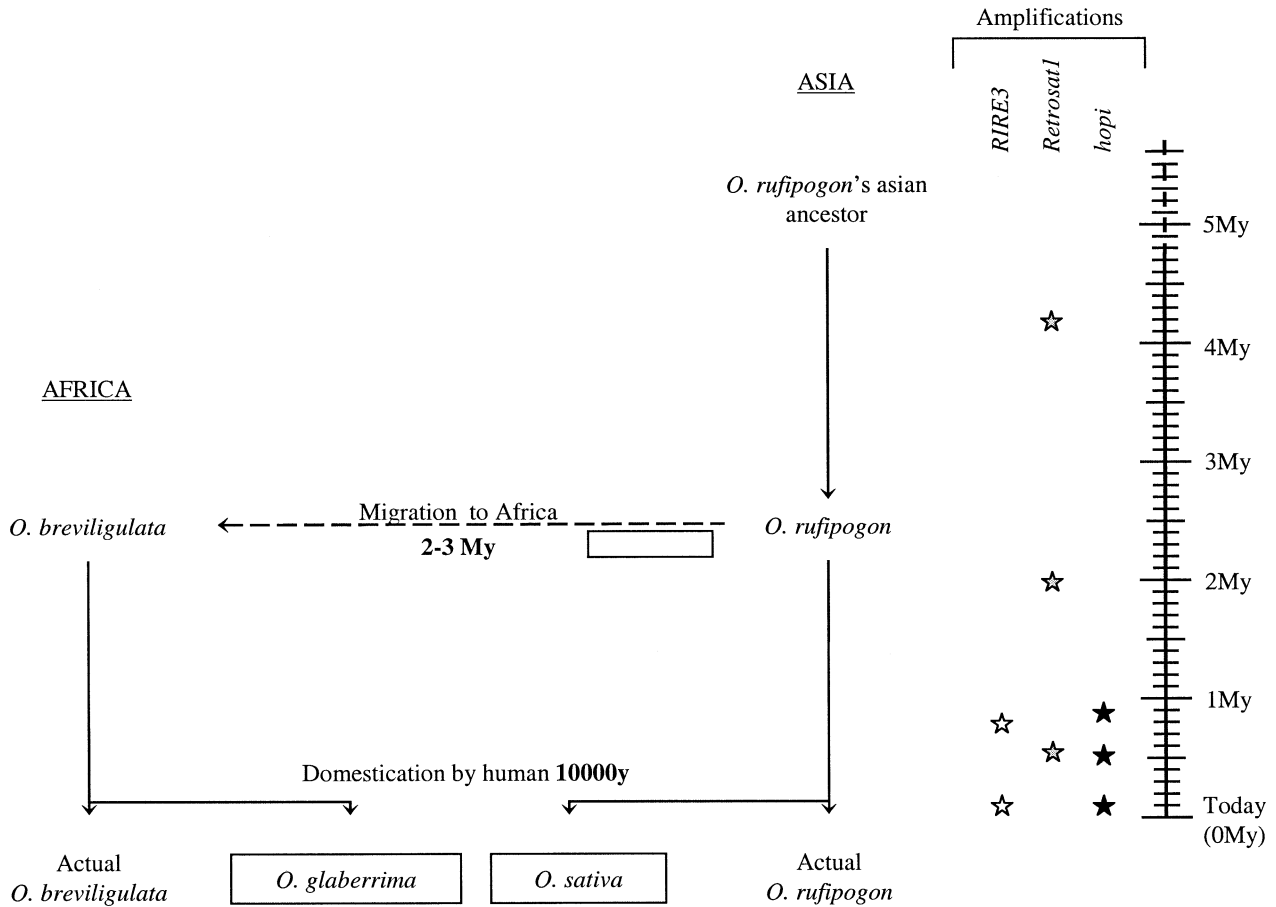 Amplifications
ASIA
RIRE3
Retrosat1
hopi
O. rufipogon's asian
ancestor
5My
4My
AFRICA
3My
Migration to Africa
O. breviligulata
O. rufipogon
2-3 My
2My
1My
Domestication by human 10000y
Today
(0My)
Actual
O. breviligulata
O. glaberrima
O. sativa
Actual
O. rufipogon